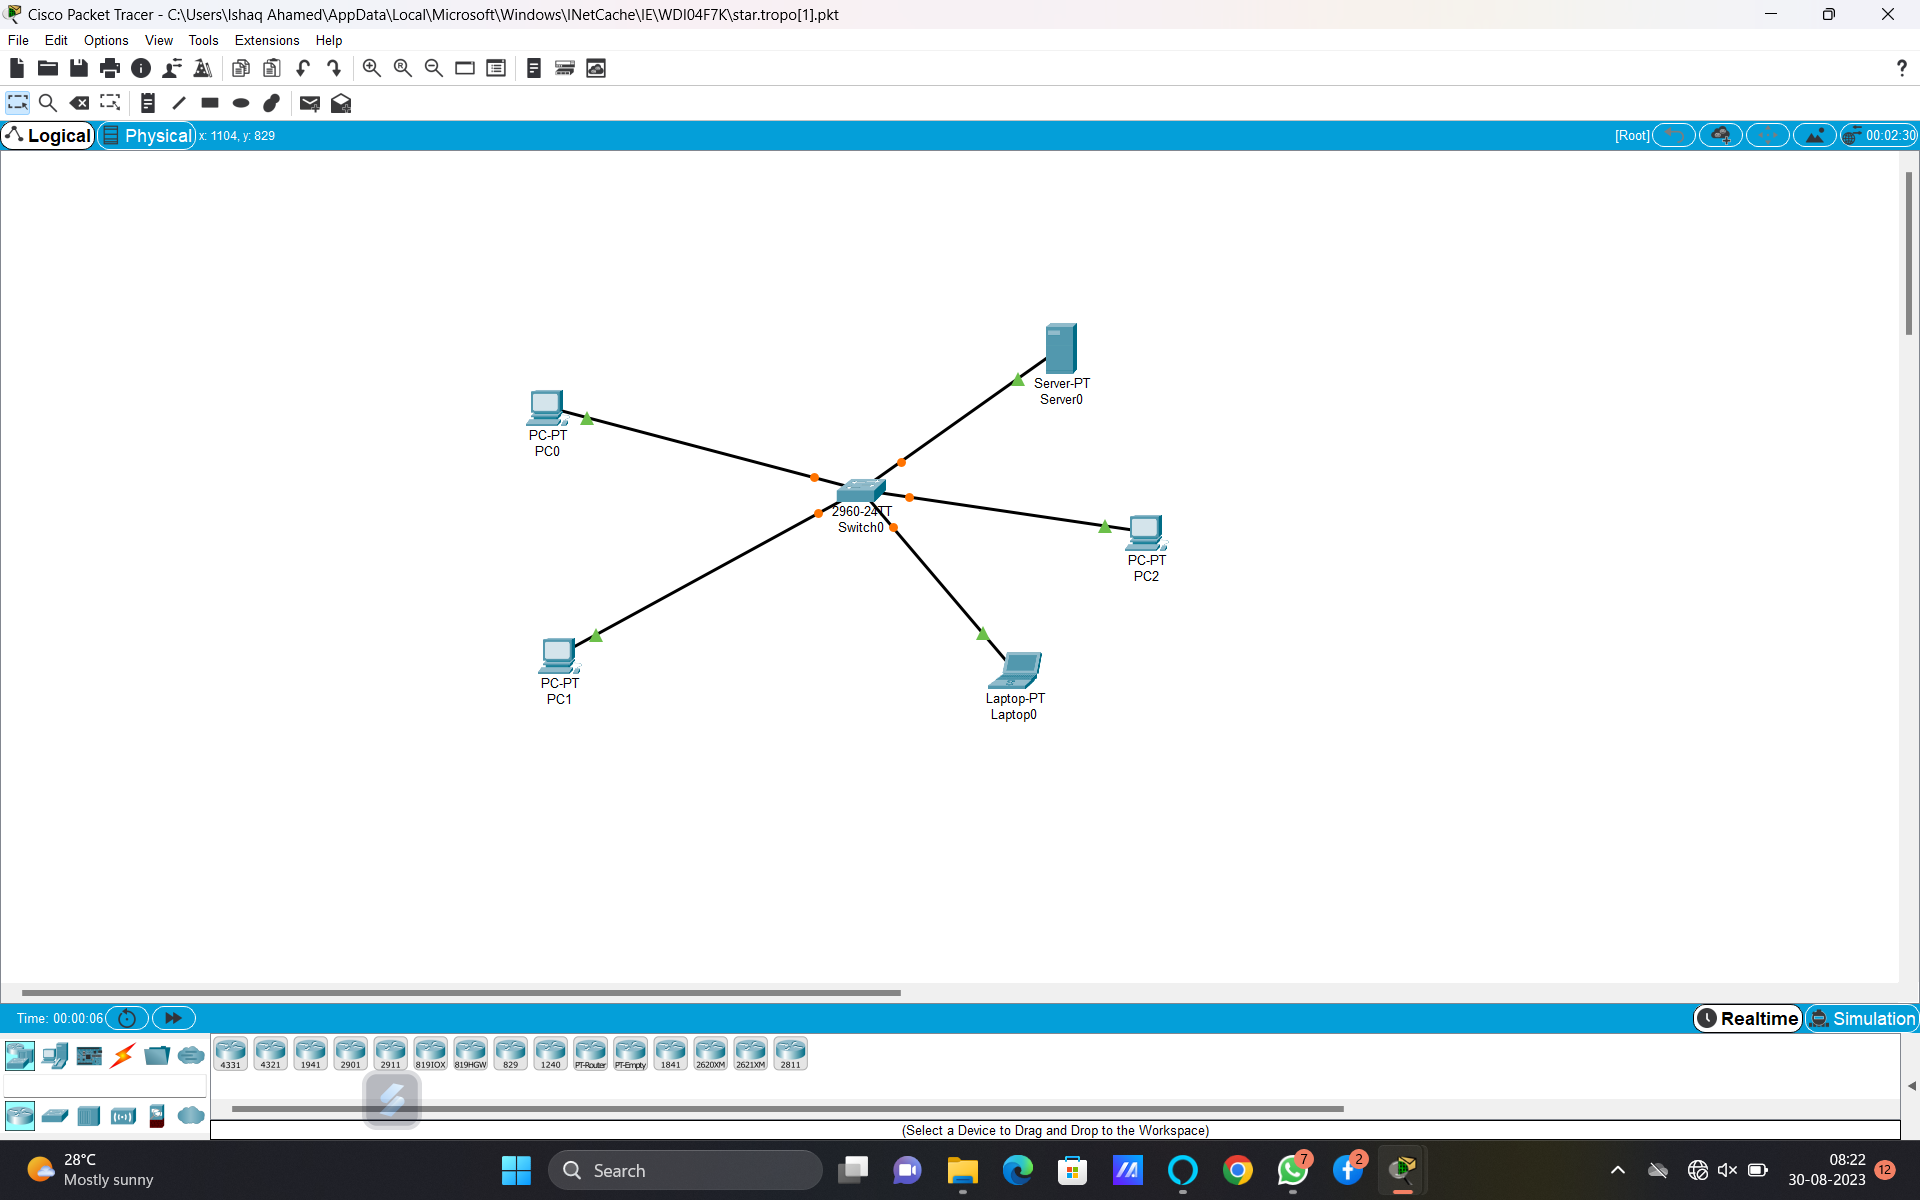 Cisco Packet Tracer - C:\Users\Ishaq Ahamed\AppData\Local\Microsoft\Windows\INetCache\IE\WDI04F7K\star.tropo[1].pkt
File Edit Options View Tools Extensions Help
?
Logical Physical x: 1104, y: 829 [Root] 00:02:30
Server-PT
Server0
PC-PT
PC0
2960-24TT
Switch0
PC-PT
PC2
PC-PT
PC1
Laptop-PT
Laptop0
Time: 00:00:06 Realtime Simulation
4331 4321 1941 2901 2911 819IOX 819HGW 829 1240 PT-Router PT-Empty 1841 2620XM 2621XM 2811
(Select a Device to Drag and Drop to the Workspace)
28°C
Mostly sunny
Search
7
2
08:22
30-08-2023
12